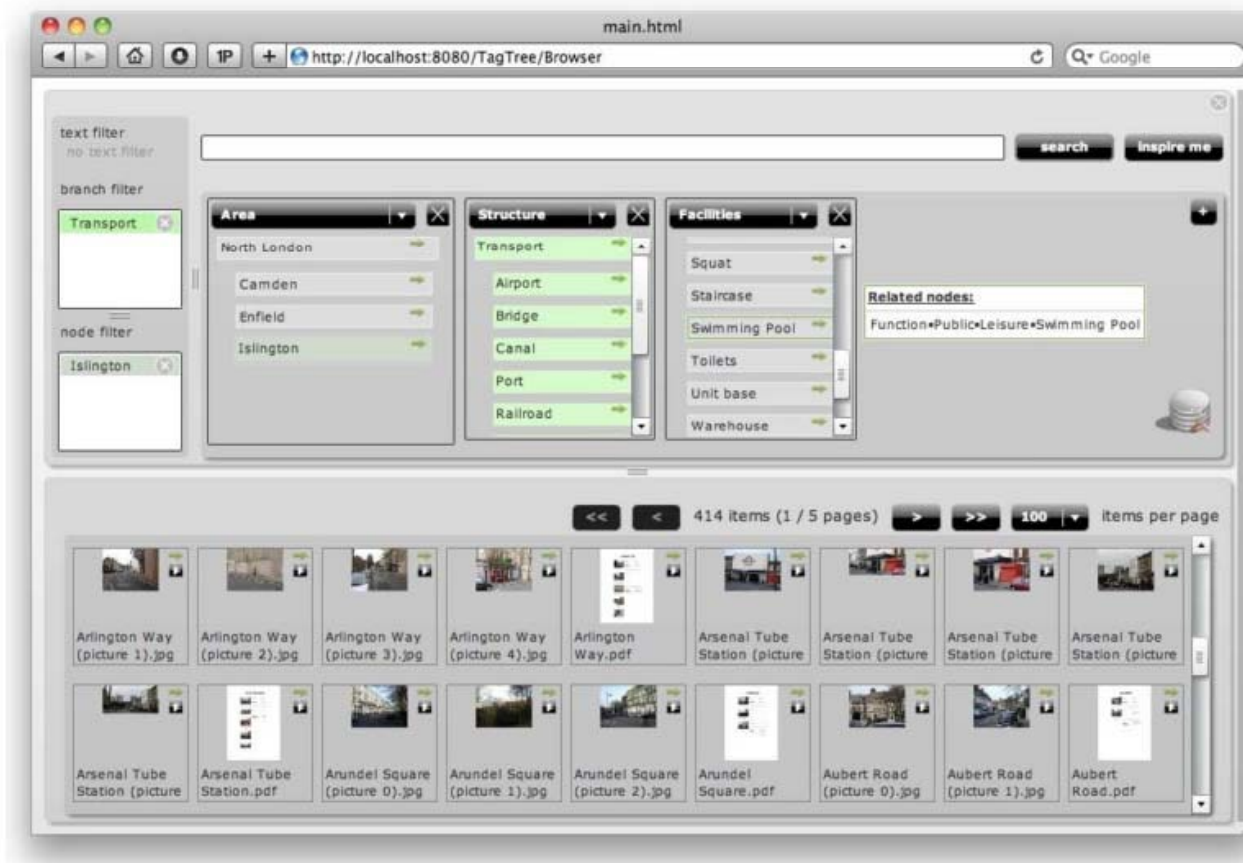 main.html
1P + http://localhost:8080/TagTree/Browser Google
text filter
no text filter
search inspire me
branch filter
Transport
node filter
Islington
Area
North London
Camden
Enfield
Islington
Structure
Transport
Airport
Bridge
Canal
Port
Railroad
Facilities
Squat
Staircase
Swimming Pool
Toilets
Unit base
Warehouse
+
Related nodes:
Function•Public•Leisure•Swimming Pool
<< < 414 items (1 / 5 pages) > >> 100 items per page
Arlington Way
(picture 1).jpg
Arlington Way
(picture 2).jpg
Arlington Way
(picture 3).jpg
Arlington Way
(picture 4).jpg
Arlington
Way.pdf
Arsenal Tube
Station (picture
Arsenal Tube
Station (picture
Arsenal Tube
Station (picture
Arsenal Tube
Station (picture
Arsenal Tube
Station (picture
Arsenal Tube
Station.pdf
Arundel Square
(picture 0).jpg
Arundel Square
(picture 1).jpg
Arundel Square
(picture 2).jpg
Arundel
Square.pdf
Aubert Road
(picture 0).jpg
Aubert Road
(picture 1).jpg
Aubert
Road.pdf